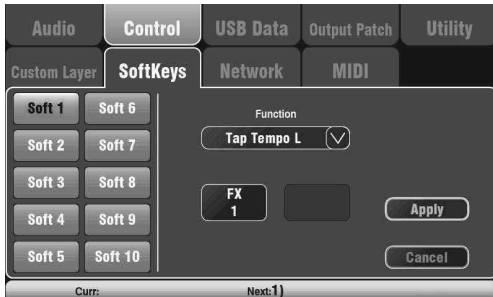 Audio Control USB Data Output Patch Utility
Custom Layer SoftKeys Network MIDI
Soft 1 Soft 6
Function
Soft 2 Soft 7
Tap Tempo L
Soft 3 Soft 8
FX
1
Soft 4 Soft 9
Apply
Soft 5 Soft 10
Cancel
Curr: Next:1)